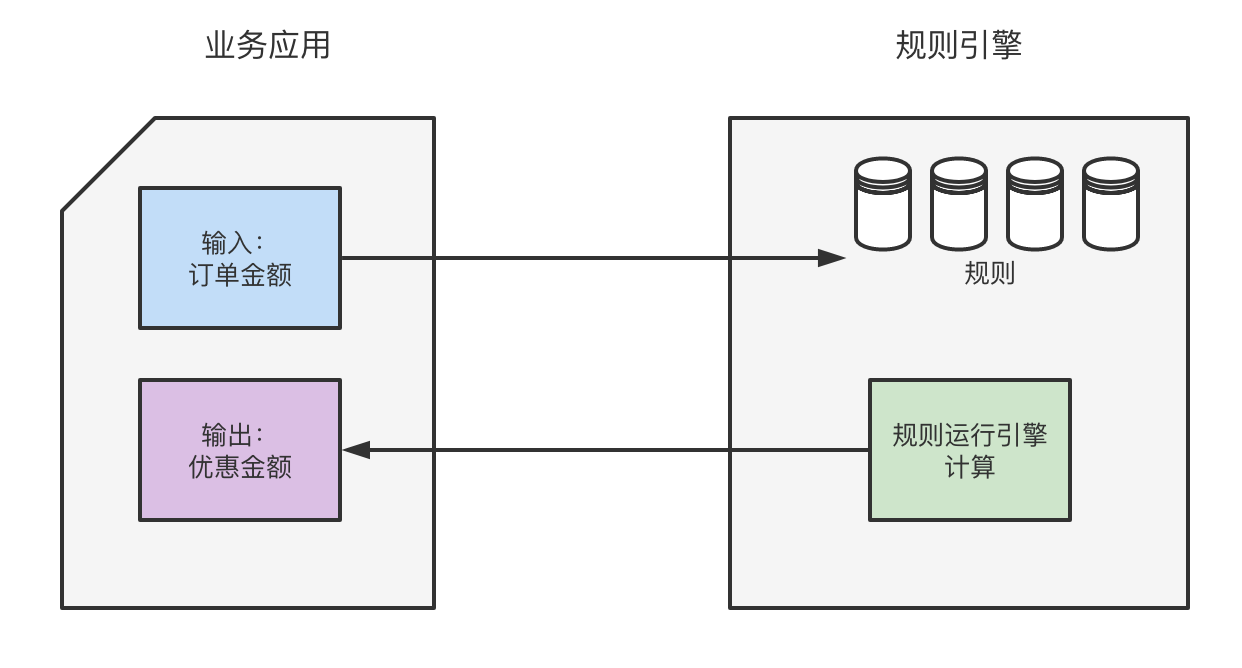 业务应用
规则引擎
输入：
订单金额
规则
输出：
优惠金额
规则运行引擎
计算